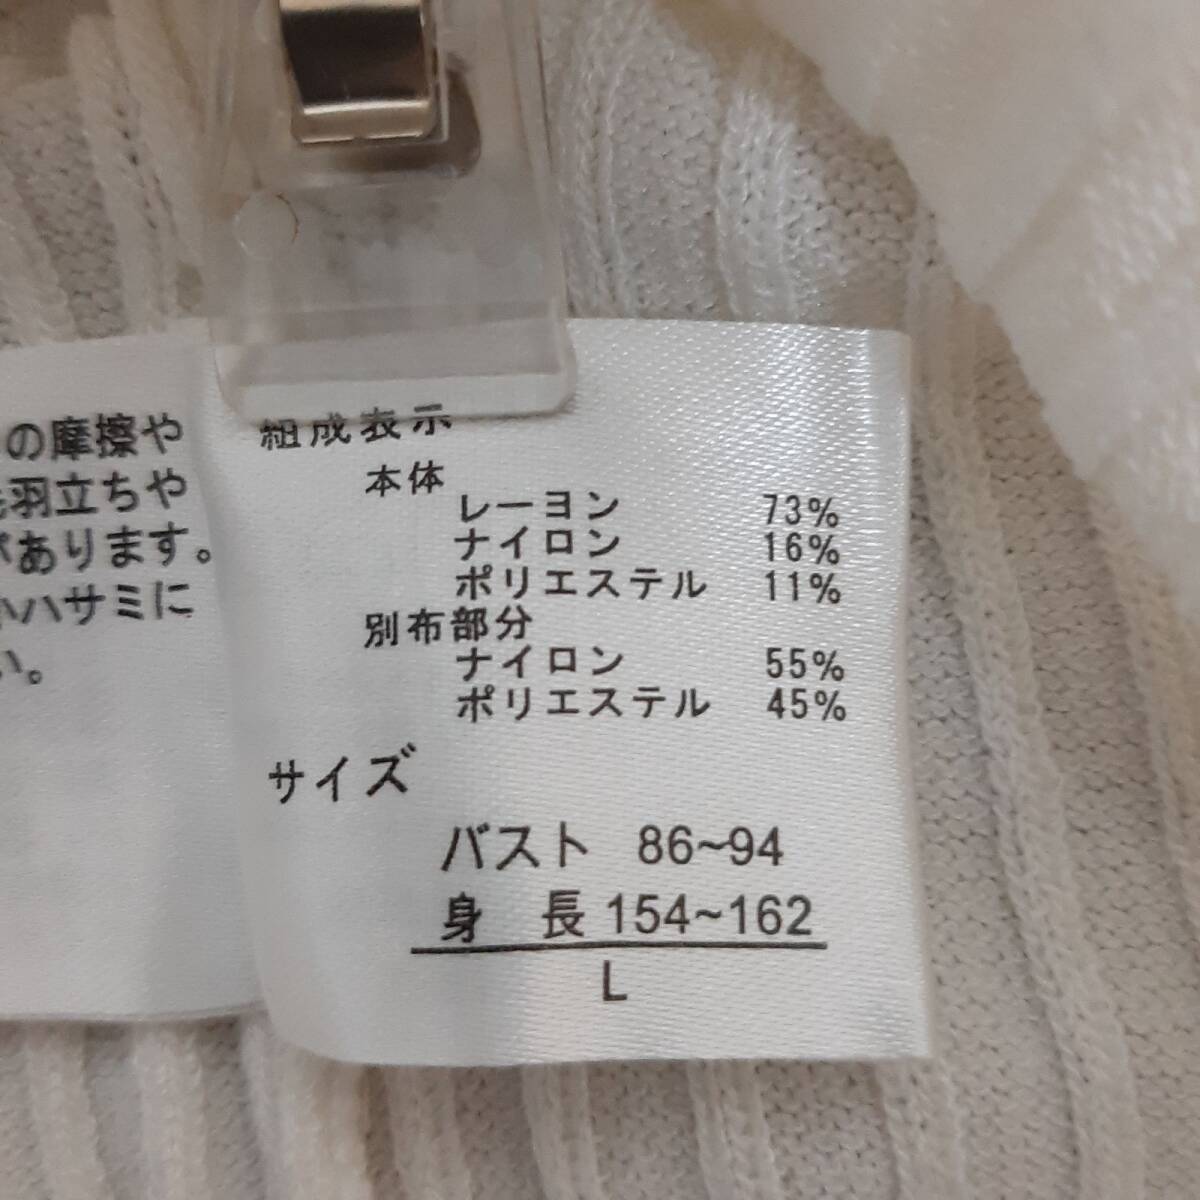 の摩擦や
羽立ちや
あります。
ハサミに
い。
組成表示
本体
レーヨン 73%
ナイロン 16%
ポリエステル 11%
別布部分
ナイロン 55%
ポリエステル 45%
サイズ
バスト 86~94
身 長 154~162
L